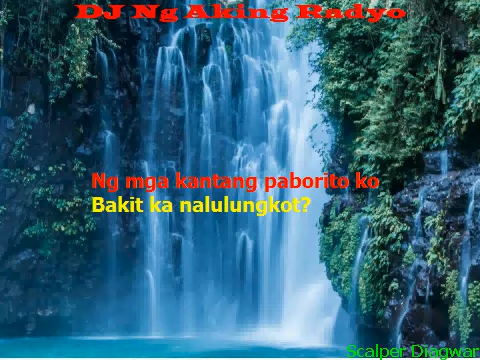 DJ Ng Aking Radyo
Ng mga kantang paborito ko
Bakit ka nalulungkot?
Scalper Diagwar